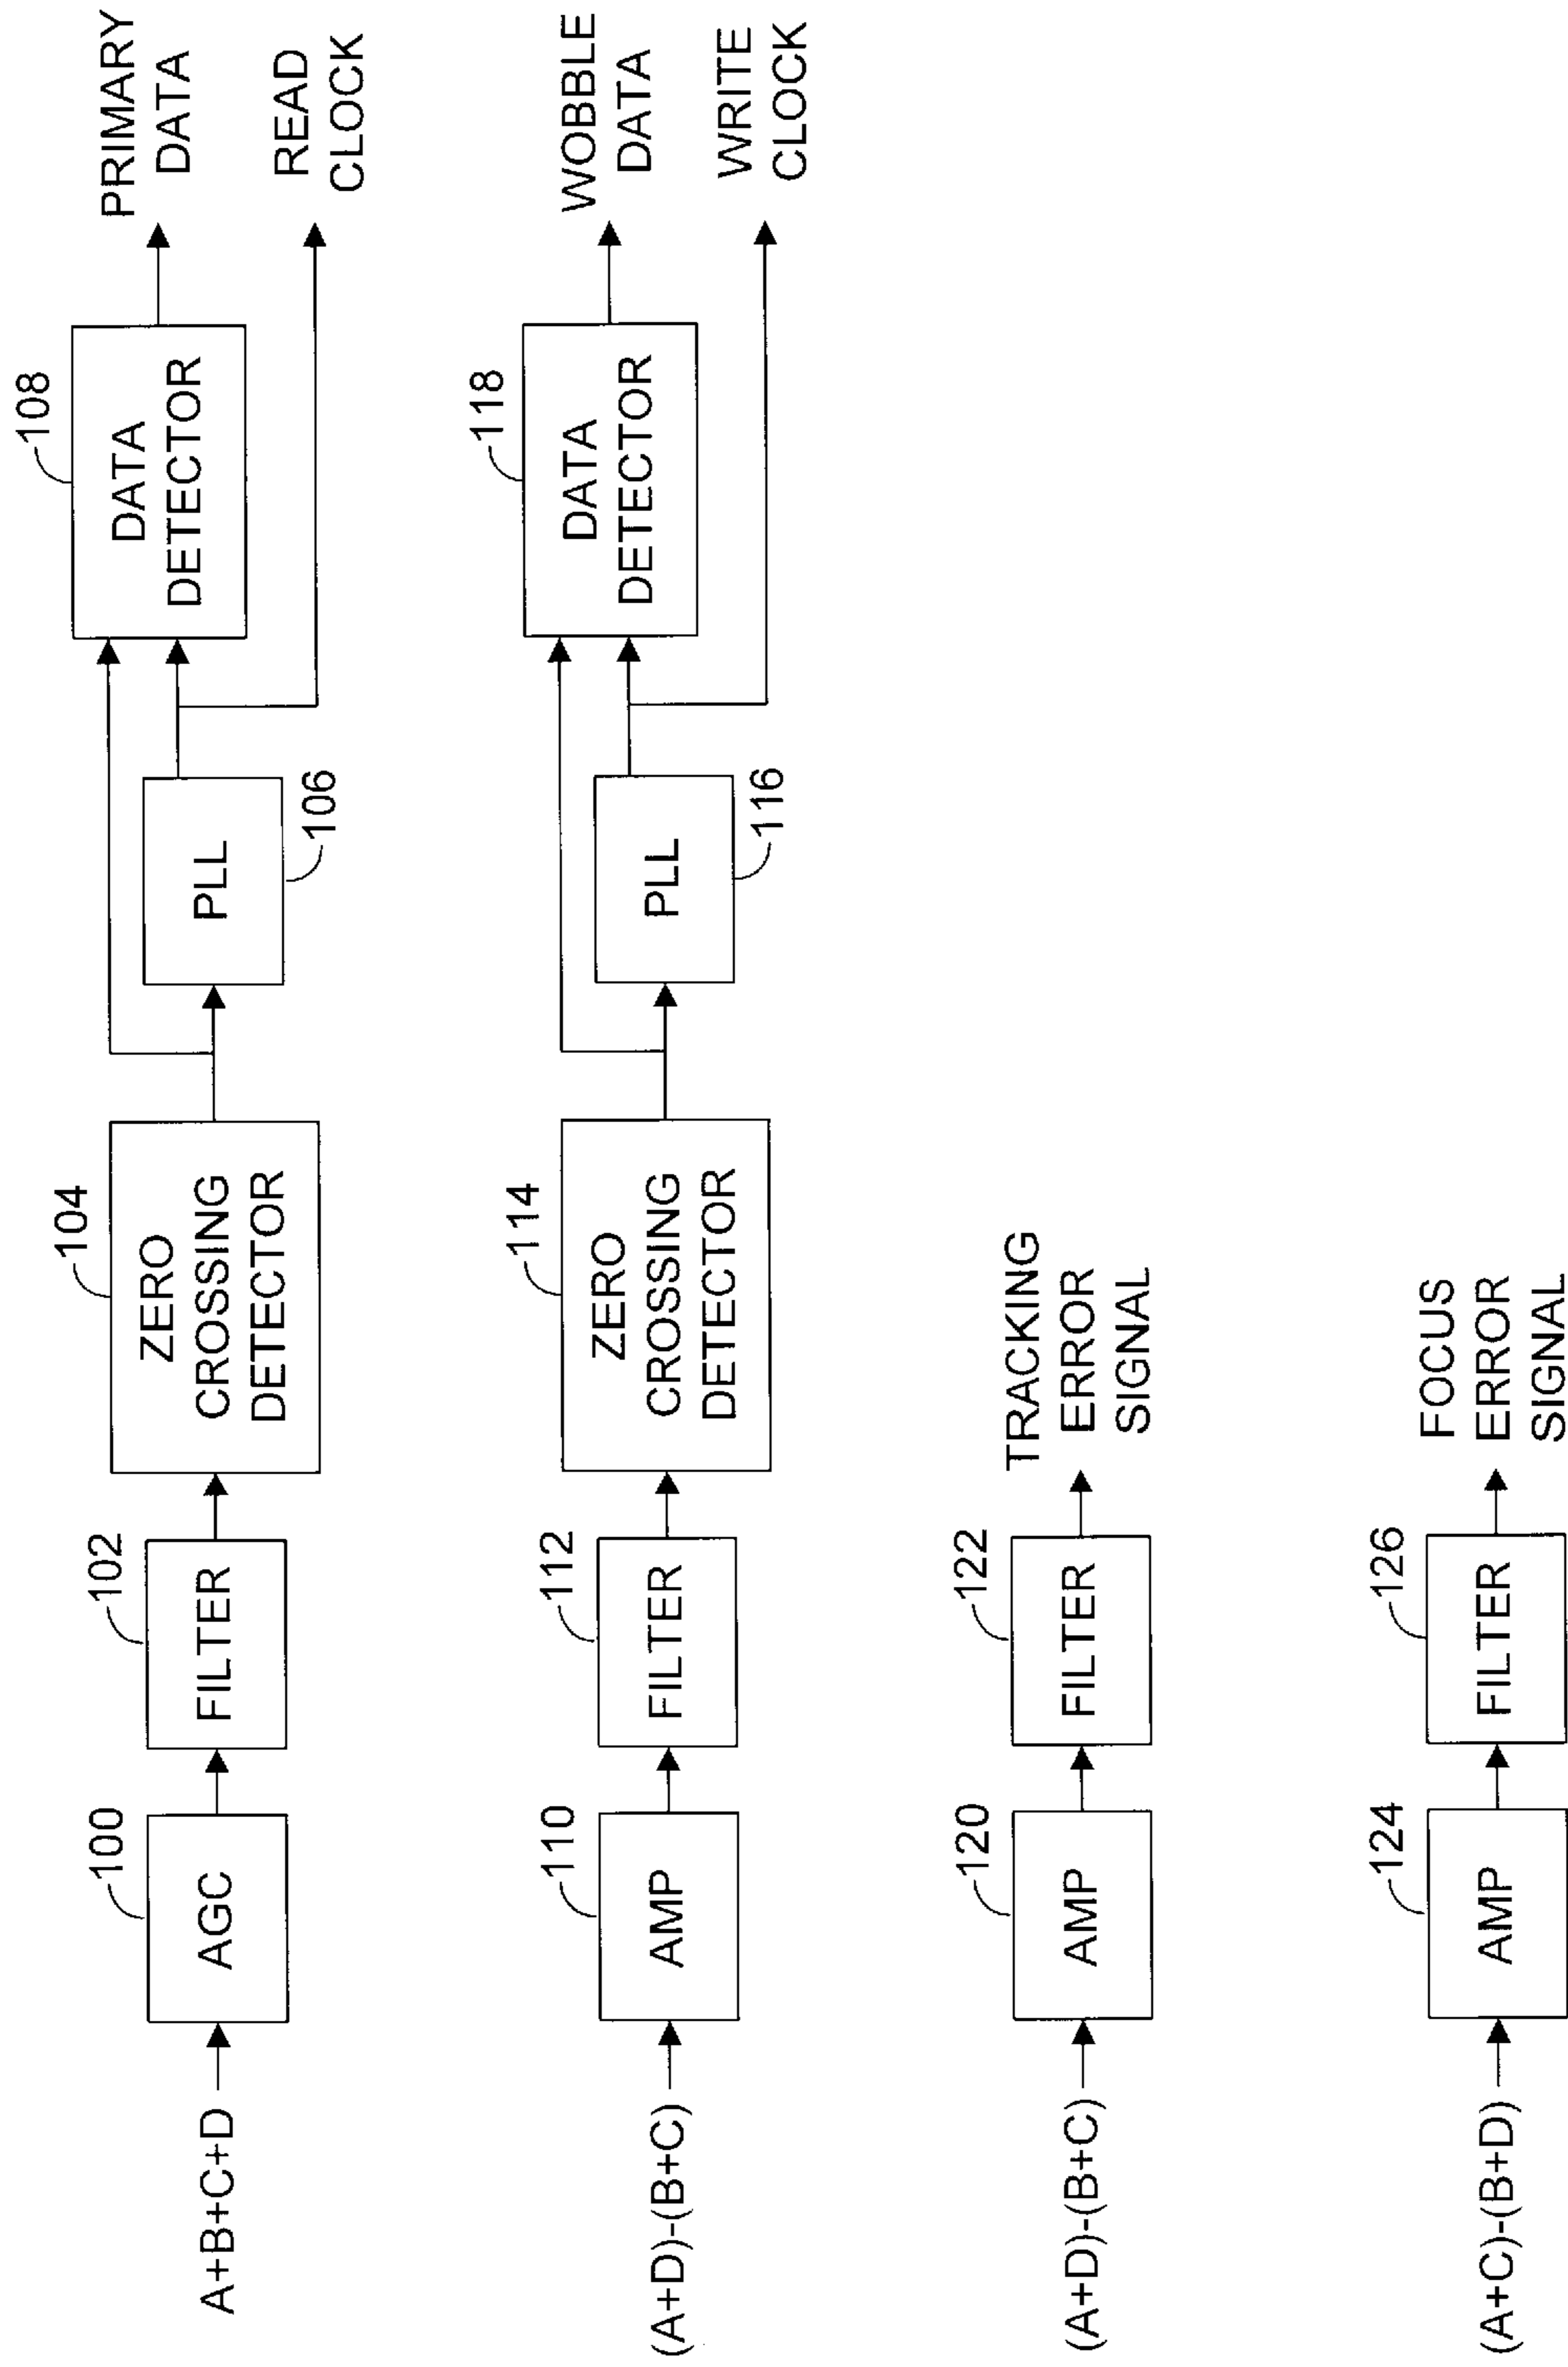 A+B+C+D
100
AGC
102
FILTER
104
ZERO
CROSSING
DETECTOR
106
PLL
108
DATA
DETECTOR
PRIMARY
DATA
READ
CLOCK
(A+D)-(B+C)
110
AMP
112
FILTER
114
ZERO
CROSSING
DETECTOR
116
PLL
118
DATA
DETECTOR
WOBBLE
DATA
WRITE
CLOCK
(A+D)-(B+C)
120
AMP
122
FILTER
TRACKING
ERROR
SIGNAL
(A+C)-(B+D)
124
AMP
126
FILTER
FOCUS
ERROR
SIGNAL